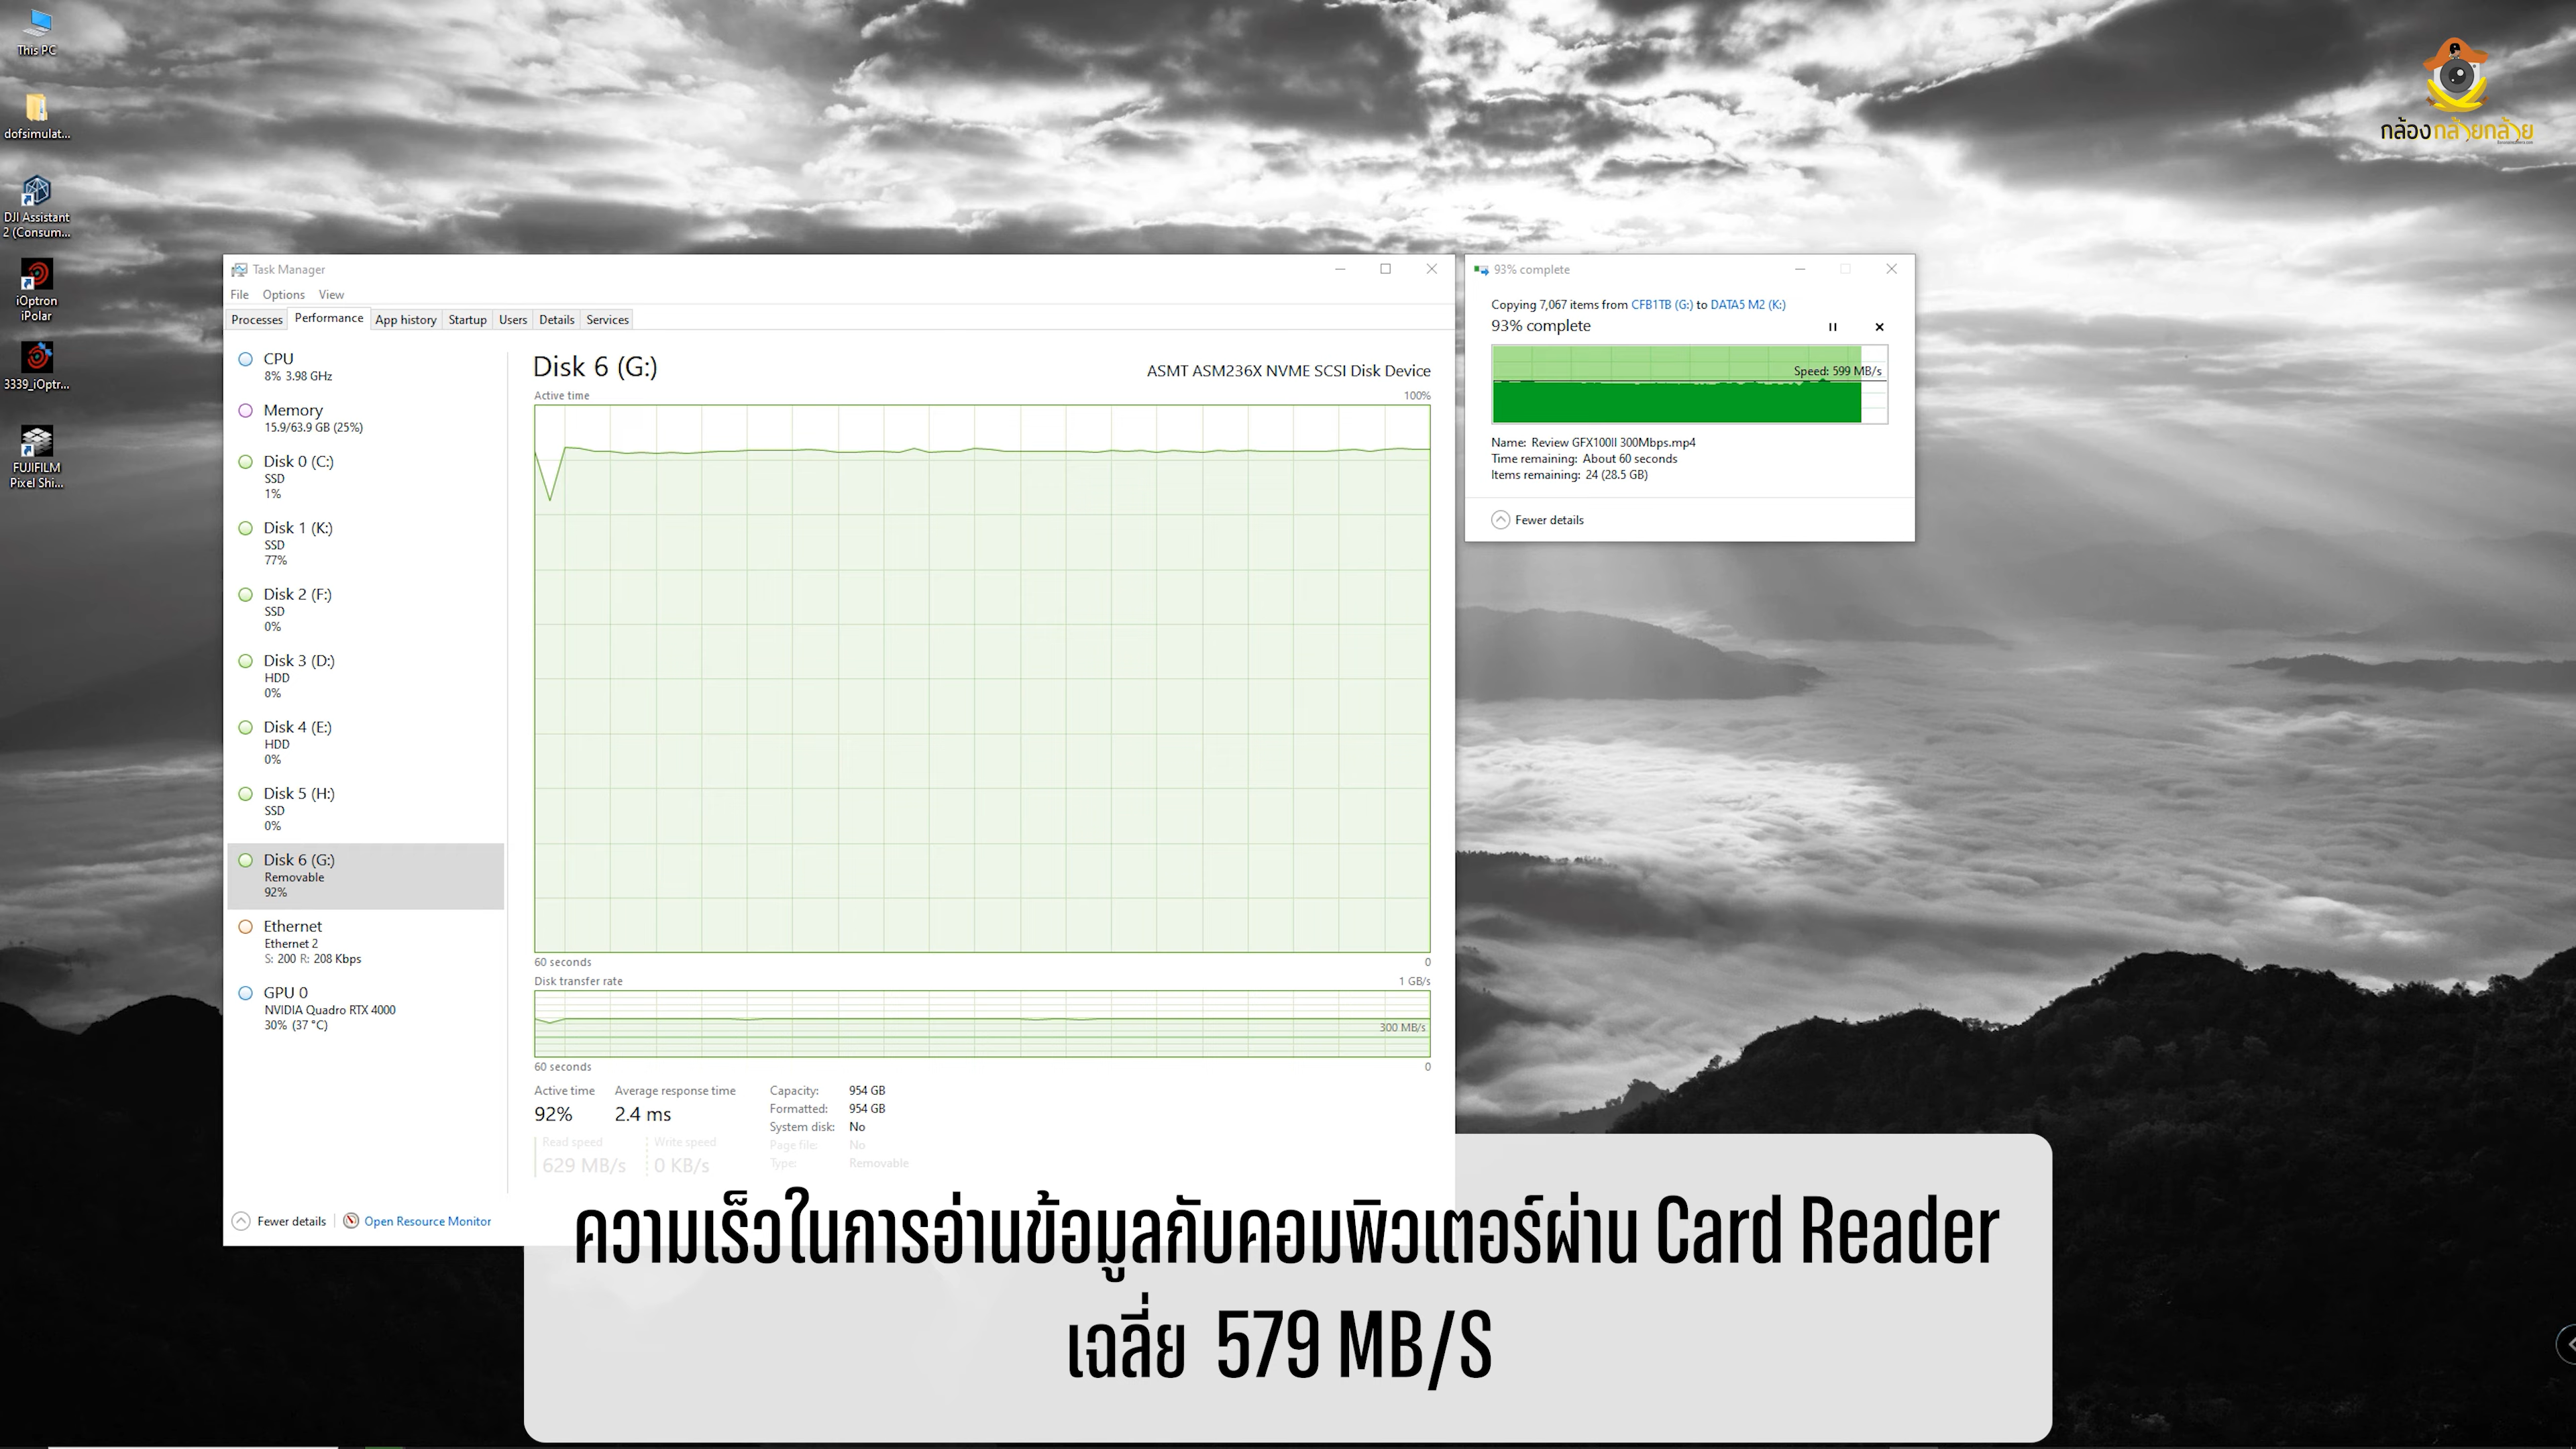 This PC
dofsimulat...
DJI Assistant
2 (Consum...
iOptron
iPolar
3339_iOptr...
FUJIFILM
Pixel Shi...
กล้องกล้ายกล้าย
Task Manager
File Options View
Processes Performance App history Startup Users Details Services
CPU
8% 3.98 GHz
Memory
15.9/63.9 GB (25%)
Disk 0 (C:)
SSD
1%
Disk 1 (K:)
SSD
77%
Disk 2 (F:)
SSD
0%
Disk 3 (D:)
HDD
0%
Disk 4 (E:)
HDD
0%
Disk 5 (H:)
SSD
0%
Disk 6 (G:)
Removable
92%
Ethernet
Ethernet 2
S: 200 R: 208 Kbps
GPU 0
NVIDIA Quadro RTX 4000
30% (37 °C)
Disk 6 (G:)
ASMT ASM236X NVME SCSI Disk Device
Active time 100%
60 seconds 0
Disk transfer rate 1 GB/s
300 MB/s
60 seconds 0
Active time Average response time
92% 2.4 ms
Read speed Write speed
629 MB/s 0 KB/s
Capacity: 954 GB
Formatted: 954 GB
System disk: No
Page file: No
Type: Removable
Fewer details Open Resource Monitor
93% complete
Copying 7,067 items from CFB1TB (G:) to DATA5 M2 (K:)
93% complete
Speed: 599 MB/s
Name: Review GFX100II 300Mbps.mp4
Time remaining: About 60 seconds
Items remaining: 24 (28.5 GB)
Fewer details
ความเร็วในการอ่านข้อมูลกับคอมพิวเตอร์ผ่าน Card Reader
เฉลี่ย 579 MB/S